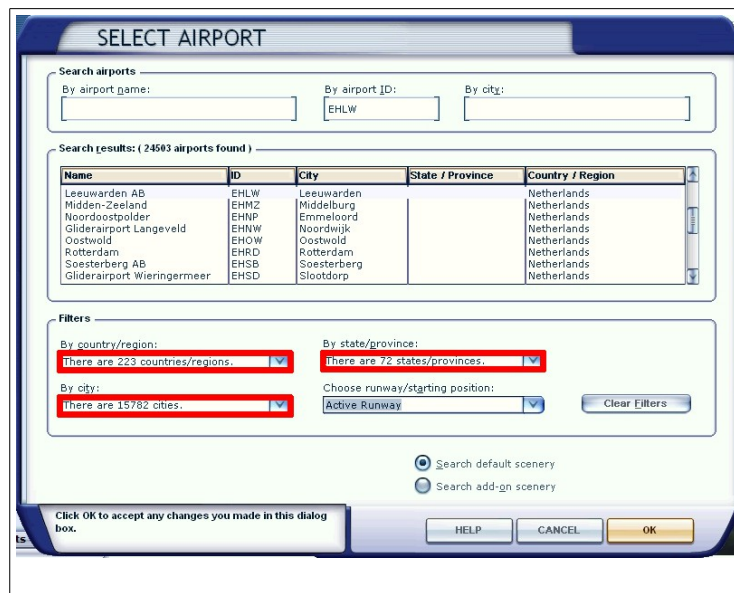 SELECT AIRPORT
Search airports
By airport name: By airport ID: By city:
EHLW
Search results: ( 24503 airports found )
Name ID City State / Province Country / Region
Leeuwarden AB EHLW Leeuwarden Netherlands
Midden-Zeeland EHMZ Middelburg Netherlands
Noordoostpolder EHNP Emmeloord Netherlands
Gliderairport Langeveld EHNW Noordwijk Netherlands
Oostwold EHOW Oostwold Netherlands
Rotterdam EHRD Rotterdam Netherlands
Soesterberg AB EHSB Soesterberg Netherlands
Gliderairport Wieringermeer EHSD Slootdorp Netherlands
Filters
By country/region: By state/province:
There are 223 countries/regions. There are 72 states/provinces.
By city: Choose runway/starting position:
There are 15782 cities. Active Runway Clear Filters
Search default scenery
Search add-on scenery
Click OK to accept any changes you made in this dialog
box.
HELP CANCEL OK
ts